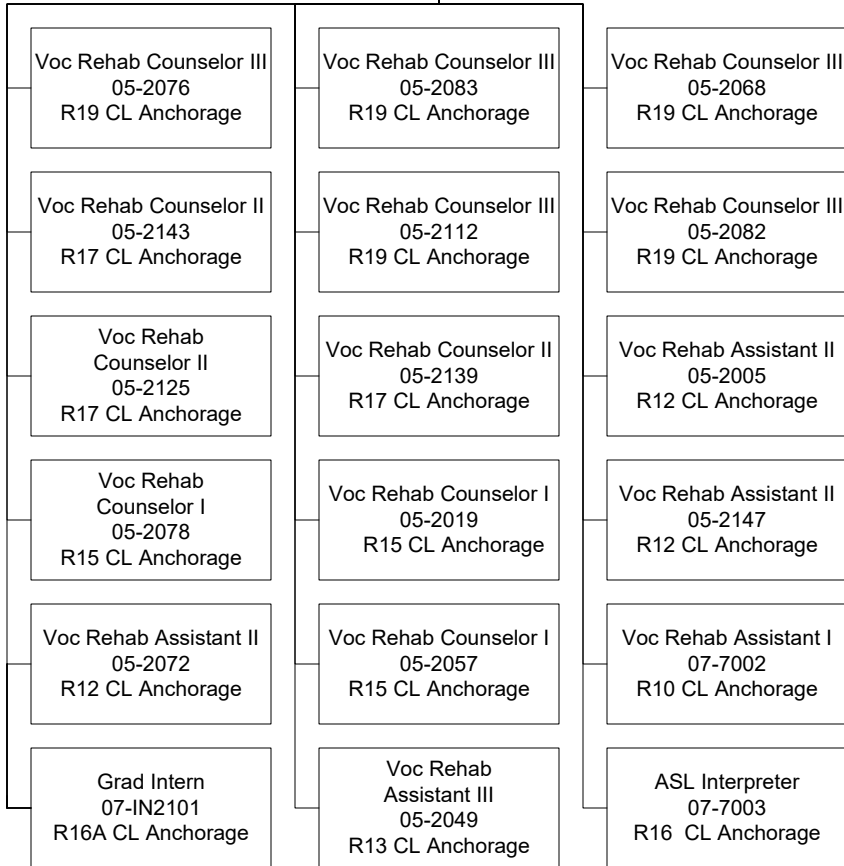 Voc Rehab Counselor III
05-2076
R19 CL Anchorage
Voc Rehab Counselor III
05-2083
R19 CL Anchorage
Voc Rehab Counselor III
05-2068
R19 CL Anchorage
Voc Rehab Counselor II
05-2143
R17 CL Anchorage
Voc Rehab Counselor III
05-2112
R19 CL Anchorage
Voc Rehab Counselor III
05-2082
R19 CL Anchorage
Voc Rehab
Counselor II
05-2125
R17 CL Anchorage
Voc Rehab Counselor II
05-2139
R17 CL Anchorage
Voc Rehab Assistant II
05-2005
R12 CL Anchorage
Voc Rehab
Counselor I
05-2078
R15 CL Anchorage
Voc Rehab Counselor I
05-2019
R15 CL Anchorage
Voc Rehab Assistant II
05-2147
R12 CL Anchorage
Voc Rehab Assistant II
05-2072
R12 CL Anchorage
Voc Rehab Counselor I
05-2057
R15 CL Anchorage
Voc Rehab Assistant I
07-7002
R10 CL Anchorage
Grad Intern
07-IN2101
R16A CL Anchorage
Voc Rehab
Assistant III
05-2049
R13 CL Anchorage
ASL Interpreter
07-7003
R16 CL Anchorage